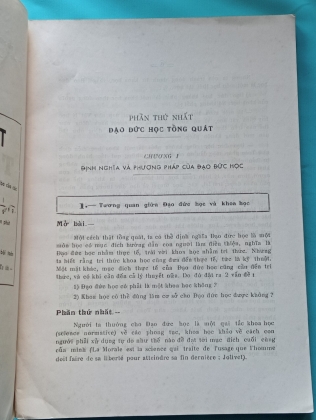 PHẦN THỨ NHẤT
ĐẠO ĐỨC HỌC TỔNG QUÁT
CHƯƠNG I
ĐỊNH NGHĨA VÀ PHƯƠNG PHÁP CỦA ĐẠO ĐỨC HỌC
1.— Tương quan giữa Đạo đức học và khoa học
Mở bài.—
Một cách thật tổng quát, ta có thể định nghĩa Đạo đức học là một
môn học có mục đích hướng dẫn con người làm điều thiện, nghĩa là
Đạo đức học nhằm thực tế, trái với khoa học nhằm tri thức. Nhưng
ta biết rằng tri thức khoa học cũng đưa đến thực tế, tức là kỹ thuật.
Một mặt khác, mục đích thực tế của Đạo đức học cũng cần đến tri
thức, và có khi cần đến cả lý thuyết nữa. Do đó đặt ra 2 vấn đề :
1) Đạo đức học có phải là một khoa học không ?
2) Khoa học có thể dùng làm cơ sở cho Đạo đức học được không ?
Phần thứ nhất.—
Người ta thường cho Đạo đức học là một qui tắc khoa học
(science normative) về các phong tục, khoa học khảo về cách con
người phải sử dụng tự do như thế nào để đạt tới mục đích cuối cùng
của mình (La Morale est la science qui traite de l'usage que l'homme
doit faire de sa liberté pour atteindre sa fin dernière ; Jolivet).